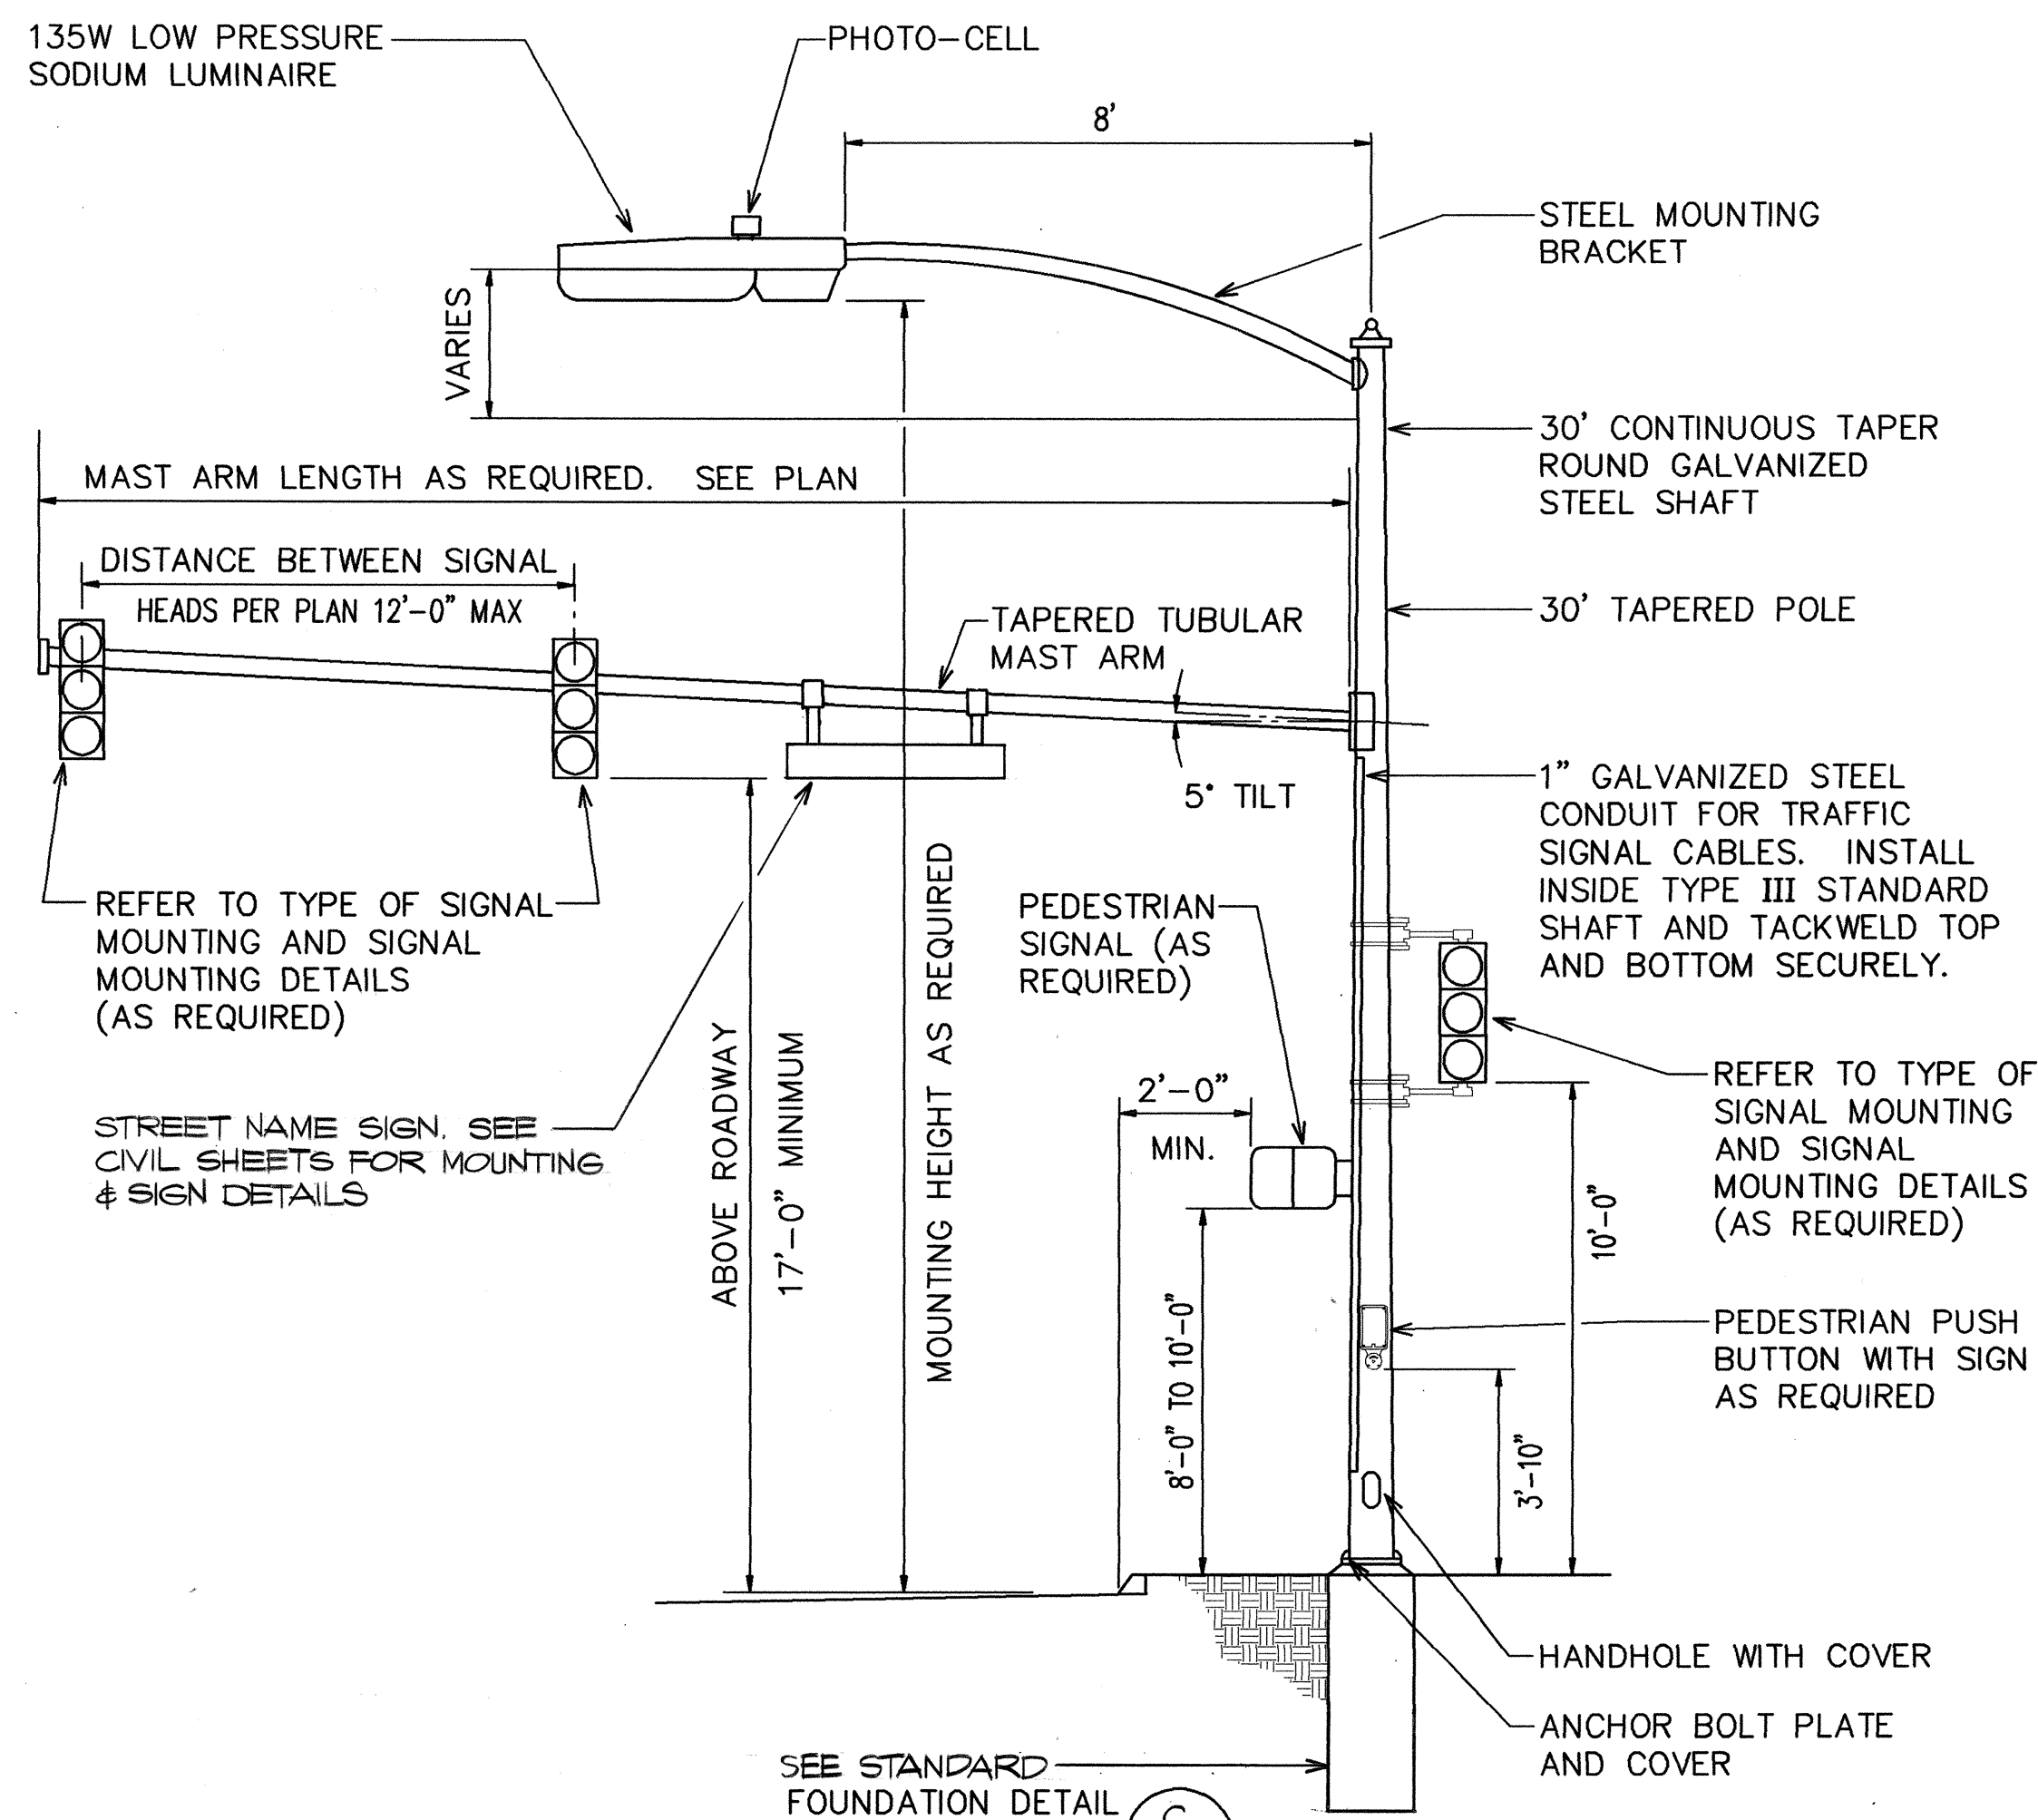 135W LOW PRESSURE
SODIUM LUMINAIRE
PHOTO-CELL
8'
STEEL MOUNTING
BRACKET
VARIES
30' CONTINUOUS TAPER
ROUND GALVANIZED
STEEL SHAFT
MAST ARM LENGTH AS REQUIRED. SEE PLAN
DISTANCE BETWEEN SIGNAL
HEADS PER PLAN 12'-0" MAX
TAPERED TUBULAR
MAST ARM
30' TAPERED POLE
5° TILT
1" GALVANIZED STEEL
CONDUIT FOR TRAFFIC
SIGNAL CABLES. INSTALL
INSIDE TYPE III STANDARD
SHAFT AND TACKWELD TOP
AND BOTTOM SECURELY.
REFER TO TYPE OF SIGNAL
MOUNTING AND SIGNAL
MOUNTING DETAILS
(AS REQUIRED)
PEDESTRIAN
SIGNAL (AS
REQUIRED)
MOUNTING HEIGHT AS REQUIRED
ABOVE ROADWAY
17'-0" MINIMUM
2'-0"
MIN.
STREET NAME SIGN. SEE
CIVIL SHEETS FOR MOUNTING
& SIGN DETAILS
REFER TO TYPE OF
SIGNAL MOUNTING
AND SIGNAL
MOUNTING DETAILS
(AS REQUIRED)
10'-0"
8'-0" TO 10'-0"
PEDESTRIAN PUSH
BUTTON WITH SIGN
AS REQUIRED
3'-10"
HANDHOLE WITH COVER
ANCHOR BOLT PLATE
AND COVER
SEE STANDARD
FOUNDATION DETAIL